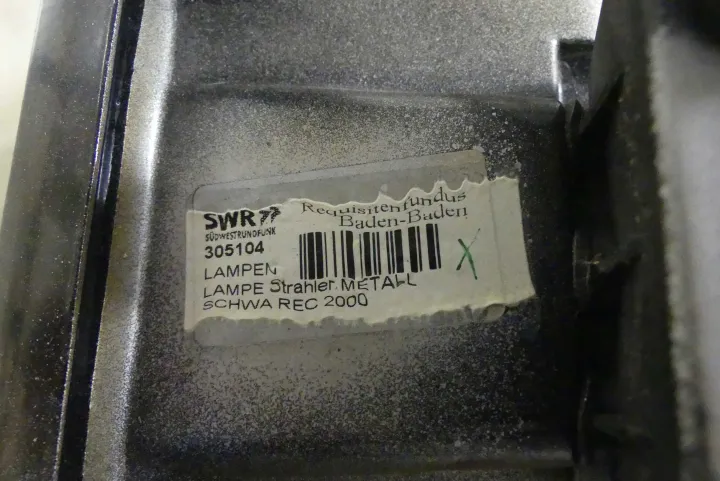 SWR
Requisitenfundus
SÜDWESTRUNDFUNK
Baden-Baden
305104
LAMPEN
X
LAMPE Strahler METALL
SCHWA REC 2000